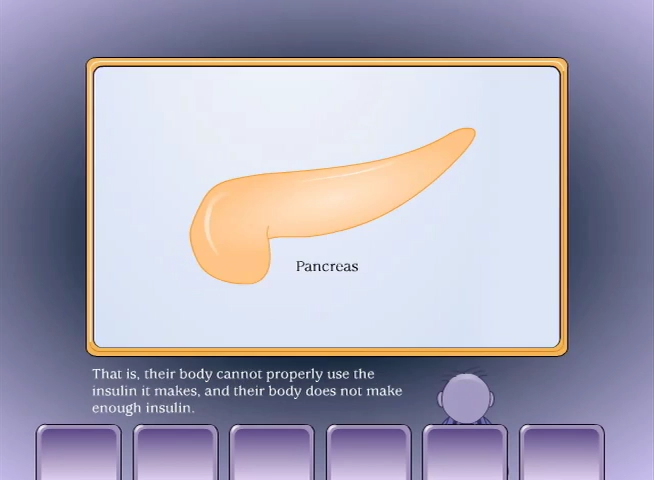 Pancreas
That is, their body cannot properly use the
insulin it makes, and their body does not make
enough insulin.